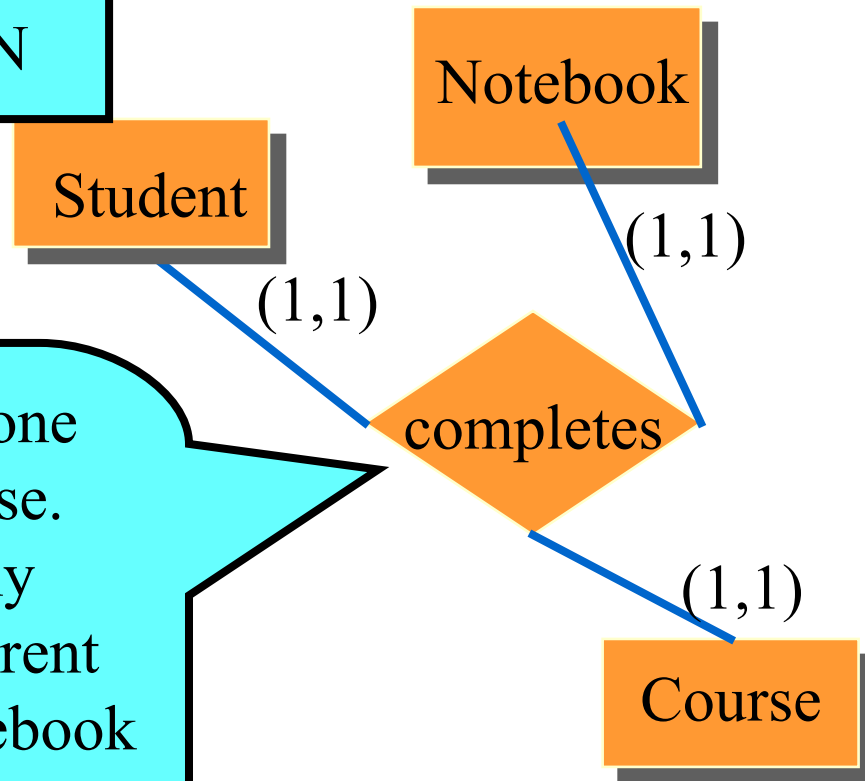 N
Notebook
Student
(1,1)
(1,1)
completes
one
se.
y
rent
ebook
(1,1)
Course